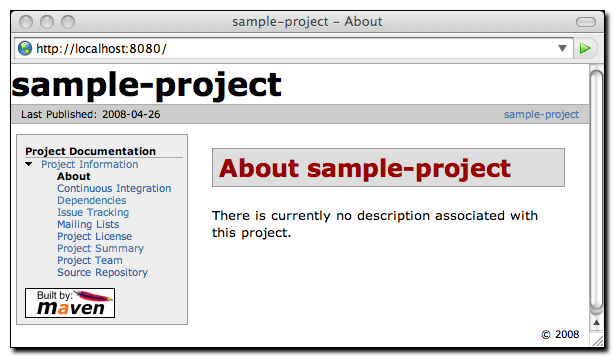 sample-project – About
http://localhost:8080/
sample-project
Last Published: 2008-04-26
sample-project
Project Documentation
Project Information
About
Continuous Integration
Dependencies
Issue Tracking
Mailing Lists
Project License
Project Summary
Project Team
Source Repository
Built by:
maven
About sample-project
There is currently no description associated with
this project.
© 2008